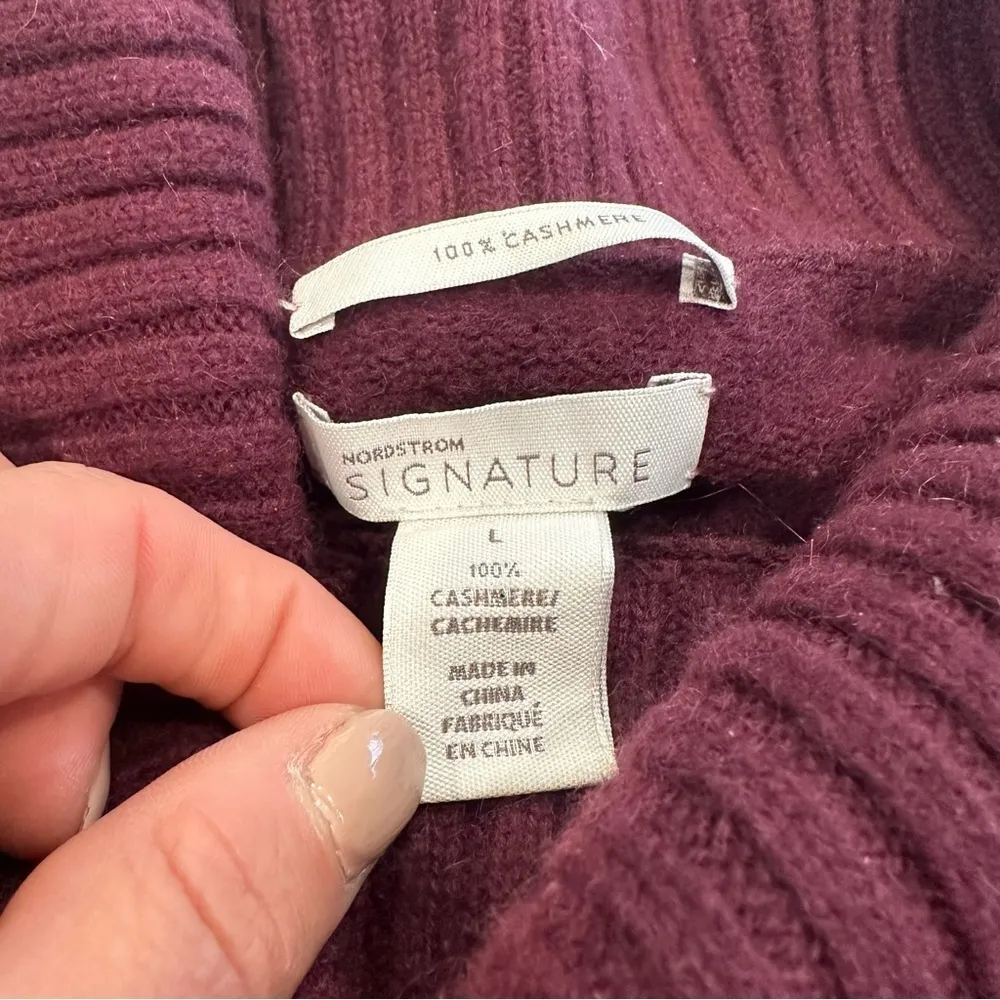 100% CASHMERE
NORDSTROM
SIGNATURE
L
100%
CASHMERE/
CACHEMIRE
MADE IN
CHINA
FABRIQUÉ
EN CHINE